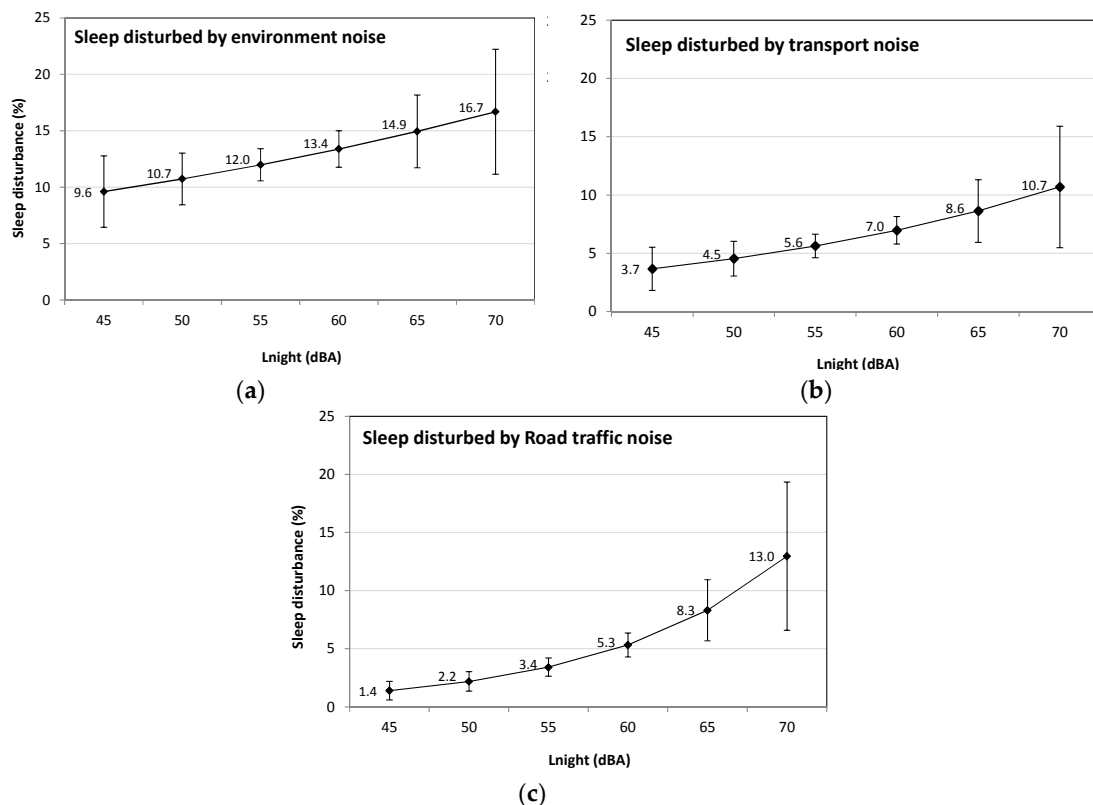 Sleep disturbed by environment noise
Sleep disturbance (%)
25
20
15
10
5
0
9.6
10.7
12.0
13.4
14.9
16.7
45 50 55 60 65 70
Lnight (dBA)
(a)
Sleep disturbed by transport noise
25
20
15
10
5
0
3.7
4.5
5.6
7.0
8.6
10.7
45 50 55 60 65 70
Lnight (dBA)
(b)
Sleep disturbed by Road traffic noise
Sleep disturbance (%)
25
20
15
10
5
0
1.4
2.2
3.4
5.3
8.3
13.0
45 50 55 60 65 70
Lnight (dBA)
(c)